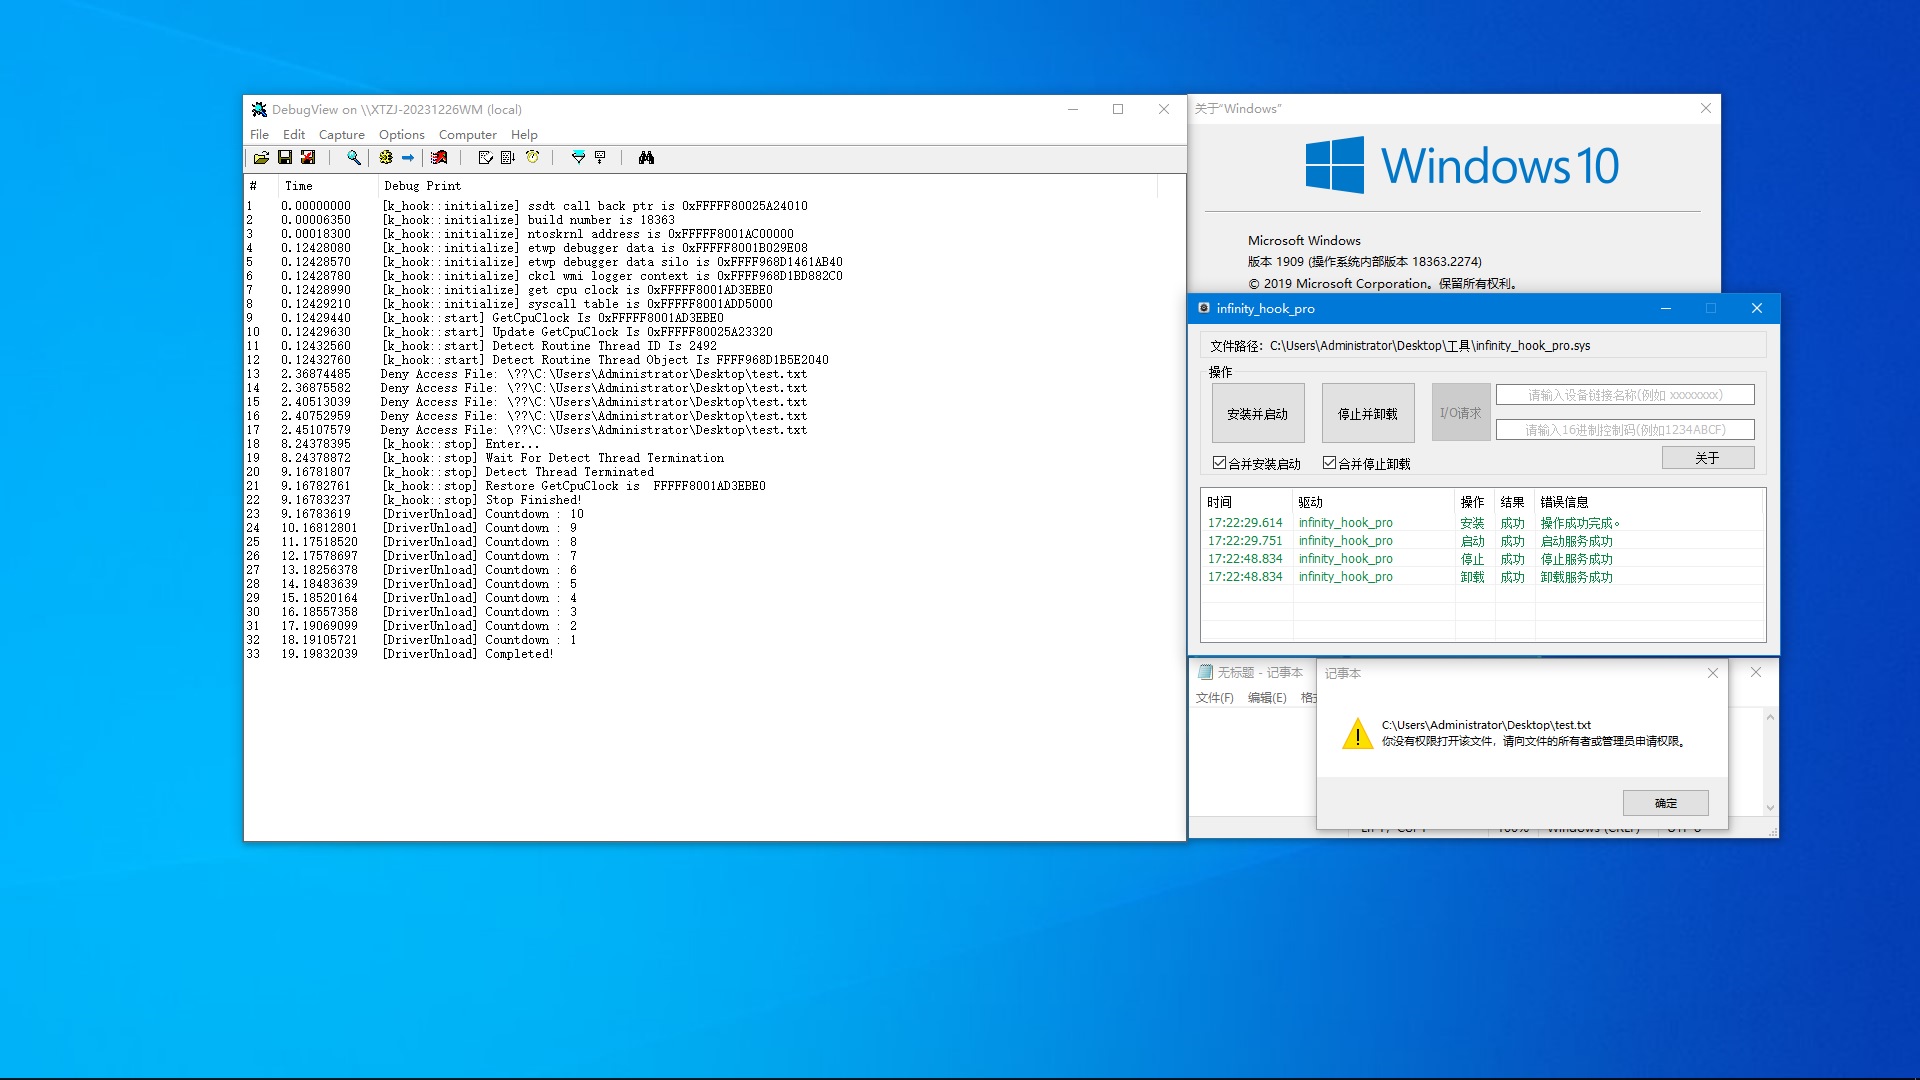 DebugView on \\XTZJ-20231226WM (local)
File Edit Capture Options Computer Help
# Time Debug Print
1 0.00000000 [k_hook::initialize] ssdt call back ptr is 0xFFFFF80025A24010
2 0.00006350 [k_hook::initialize] build number is 18363
3 0.00018300 [k_hook::initialize] ntoskrnl address is 0xFFFFF8001AC00000
4 0.12428080 [k_hook::initialize] etwp debugger data is 0xFFFFF8001B029E08
5 0.12428570 [k_hook::initialize] etwp debugger data silo is 0xFFFF968D1461AB40
6 0.12428780 [k_hook::initialize] ckcl wmi logger context is 0xFFFF968D1BD882C0
7 0.12428990 [k_hook::initialize] get cpu clock is 0xFFFFF8001AD3EBE0
8 0.12429210 [k_hook::initialize] syscall table is 0xFFFFF8001ADD5000
9 0.12429440 [k_hook::start] GetCpuClock Is 0xFFFFF8001AD3EBE0
10 0.12429630 [k_hook::start] Update GetCpuClock Is 0xFFFFF80025A23320
11 0.12432560 [k_hook::start] Detect Routine Thread ID Is 2492
12 0.12432760 [k_hook::start] Detect Routine Thread Object Is FFFF968D1B5E2040
13 2.36874485 Deny Access File: \??\C:\Users\Administrator\Desktop\test.txt
14 2.36875582 Deny Access File: \??\C:\Users\Administrator\Desktop\test.txt
15 2.40513039 Deny Access File: \??\C:\Users\Administrator\Desktop\test.txt
16 2.40752959 Deny Access File: \??\C:\Users\Administrator\Desktop\test.txt
17 2.45107579 Deny Access File: \??\C:\Users\Administrator\Desktop\test.txt
18 8.24378395 [k_hook::stop] Enter...
19 8.24378872 [k_hook::stop] Wait For Detect Thread Termination
20 9.16781807 [k_hook::stop] Detect Thread Terminated
21 9.16782761 [k_hook::stop] Restore GetCpuClock is FFFFF8001AD3EBE0
22 9.16783237 [k_hook::stop] Stop Finished!
23 9.16783619 [DriverUnload] Countdown : 10
24 10.16812801 [DriverUnload] Countdown : 9
25 11.17518520 [DriverUnload] Countdown : 8
26 12.17578697 [DriverUnload] Countdown : 7
27 13.18256378 [DriverUnload] Countdown : 6
28 14.18483639 [DriverUnload] Countdown : 5
29 15.18520164 [DriverUnload] Countdown : 4
30 16.18557358 [DriverUnload] Countdown : 3
31 17.19069099 [DriverUnload] Countdown : 2
32 18.19105721 [DriverUnload] Countdown : 1
33 19.19832039 [DriverUnload] Completed!
关于“Windows”
Windows 10
Microsoft Windows
版本 1909 (操作系统内部版本 18363.2274)
© 2019 Microsoft Corporation。保留所有权利。
infinity_hook_pro
文件路径: C:\Users\Administrator\Desktop\工具\infinity_hook_pro.sys
操作
安装并启动 停止并卸载 I/O请求
请输入设备链接名称(例如 xxxxxxxx)
请输入16进制控制码(例如1234ABCF)
合并安装启动 合并停止卸载 关于
时间 驱动 操作 结果 错误信息
17:22:29.614 infinity_hook_pro 安装 成功 操作成功完成。
17:22:29.751 infinity_hook_pro 启动 成功 启动服务成功
17:22:48.834 infinity_hook_pro 停止 成功 停止服务成功
17:22:48.834 infinity_hook_pro 卸载 成功 卸载服务成功
无标题 - 记事本
文件(F) 编辑(E)
记事本
C:\Users\Administrator\Desktop\test.txt
你没有权限打开该文件，请向文件的所有者或管理员申请权限。
确定